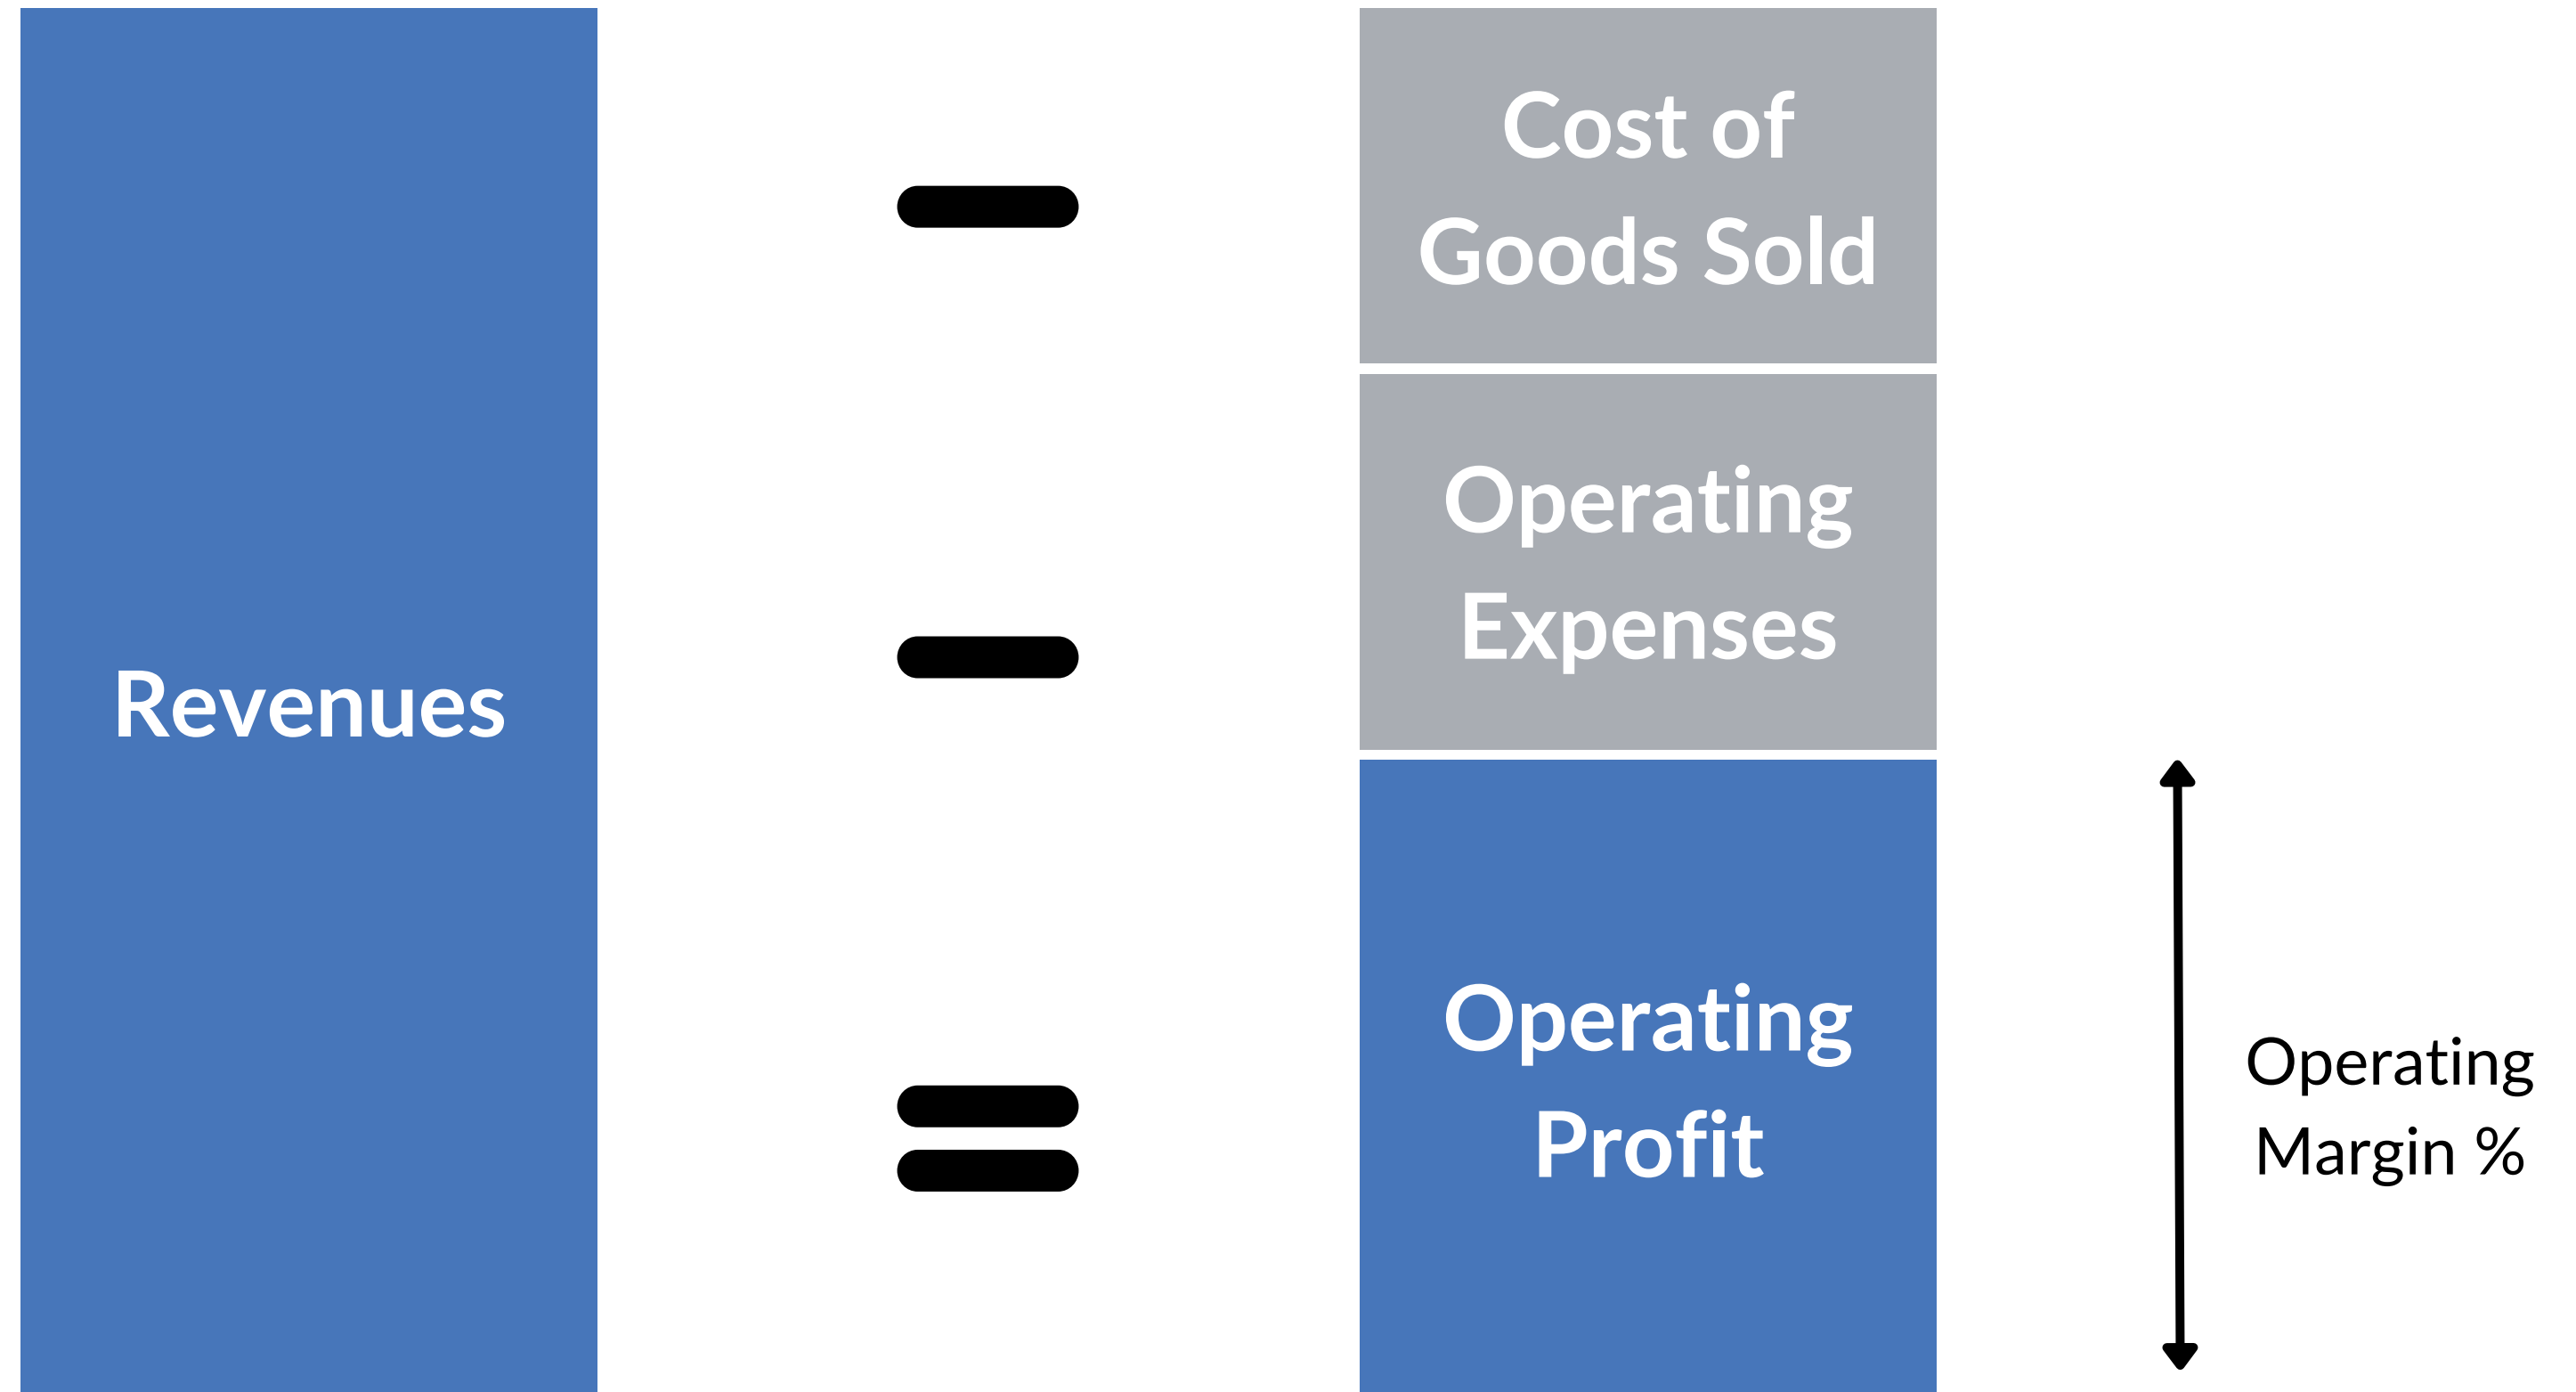 Revenues
Cost of
Goods Sold
Operating
Expenses
Operating
Profit
Operating
Margin %